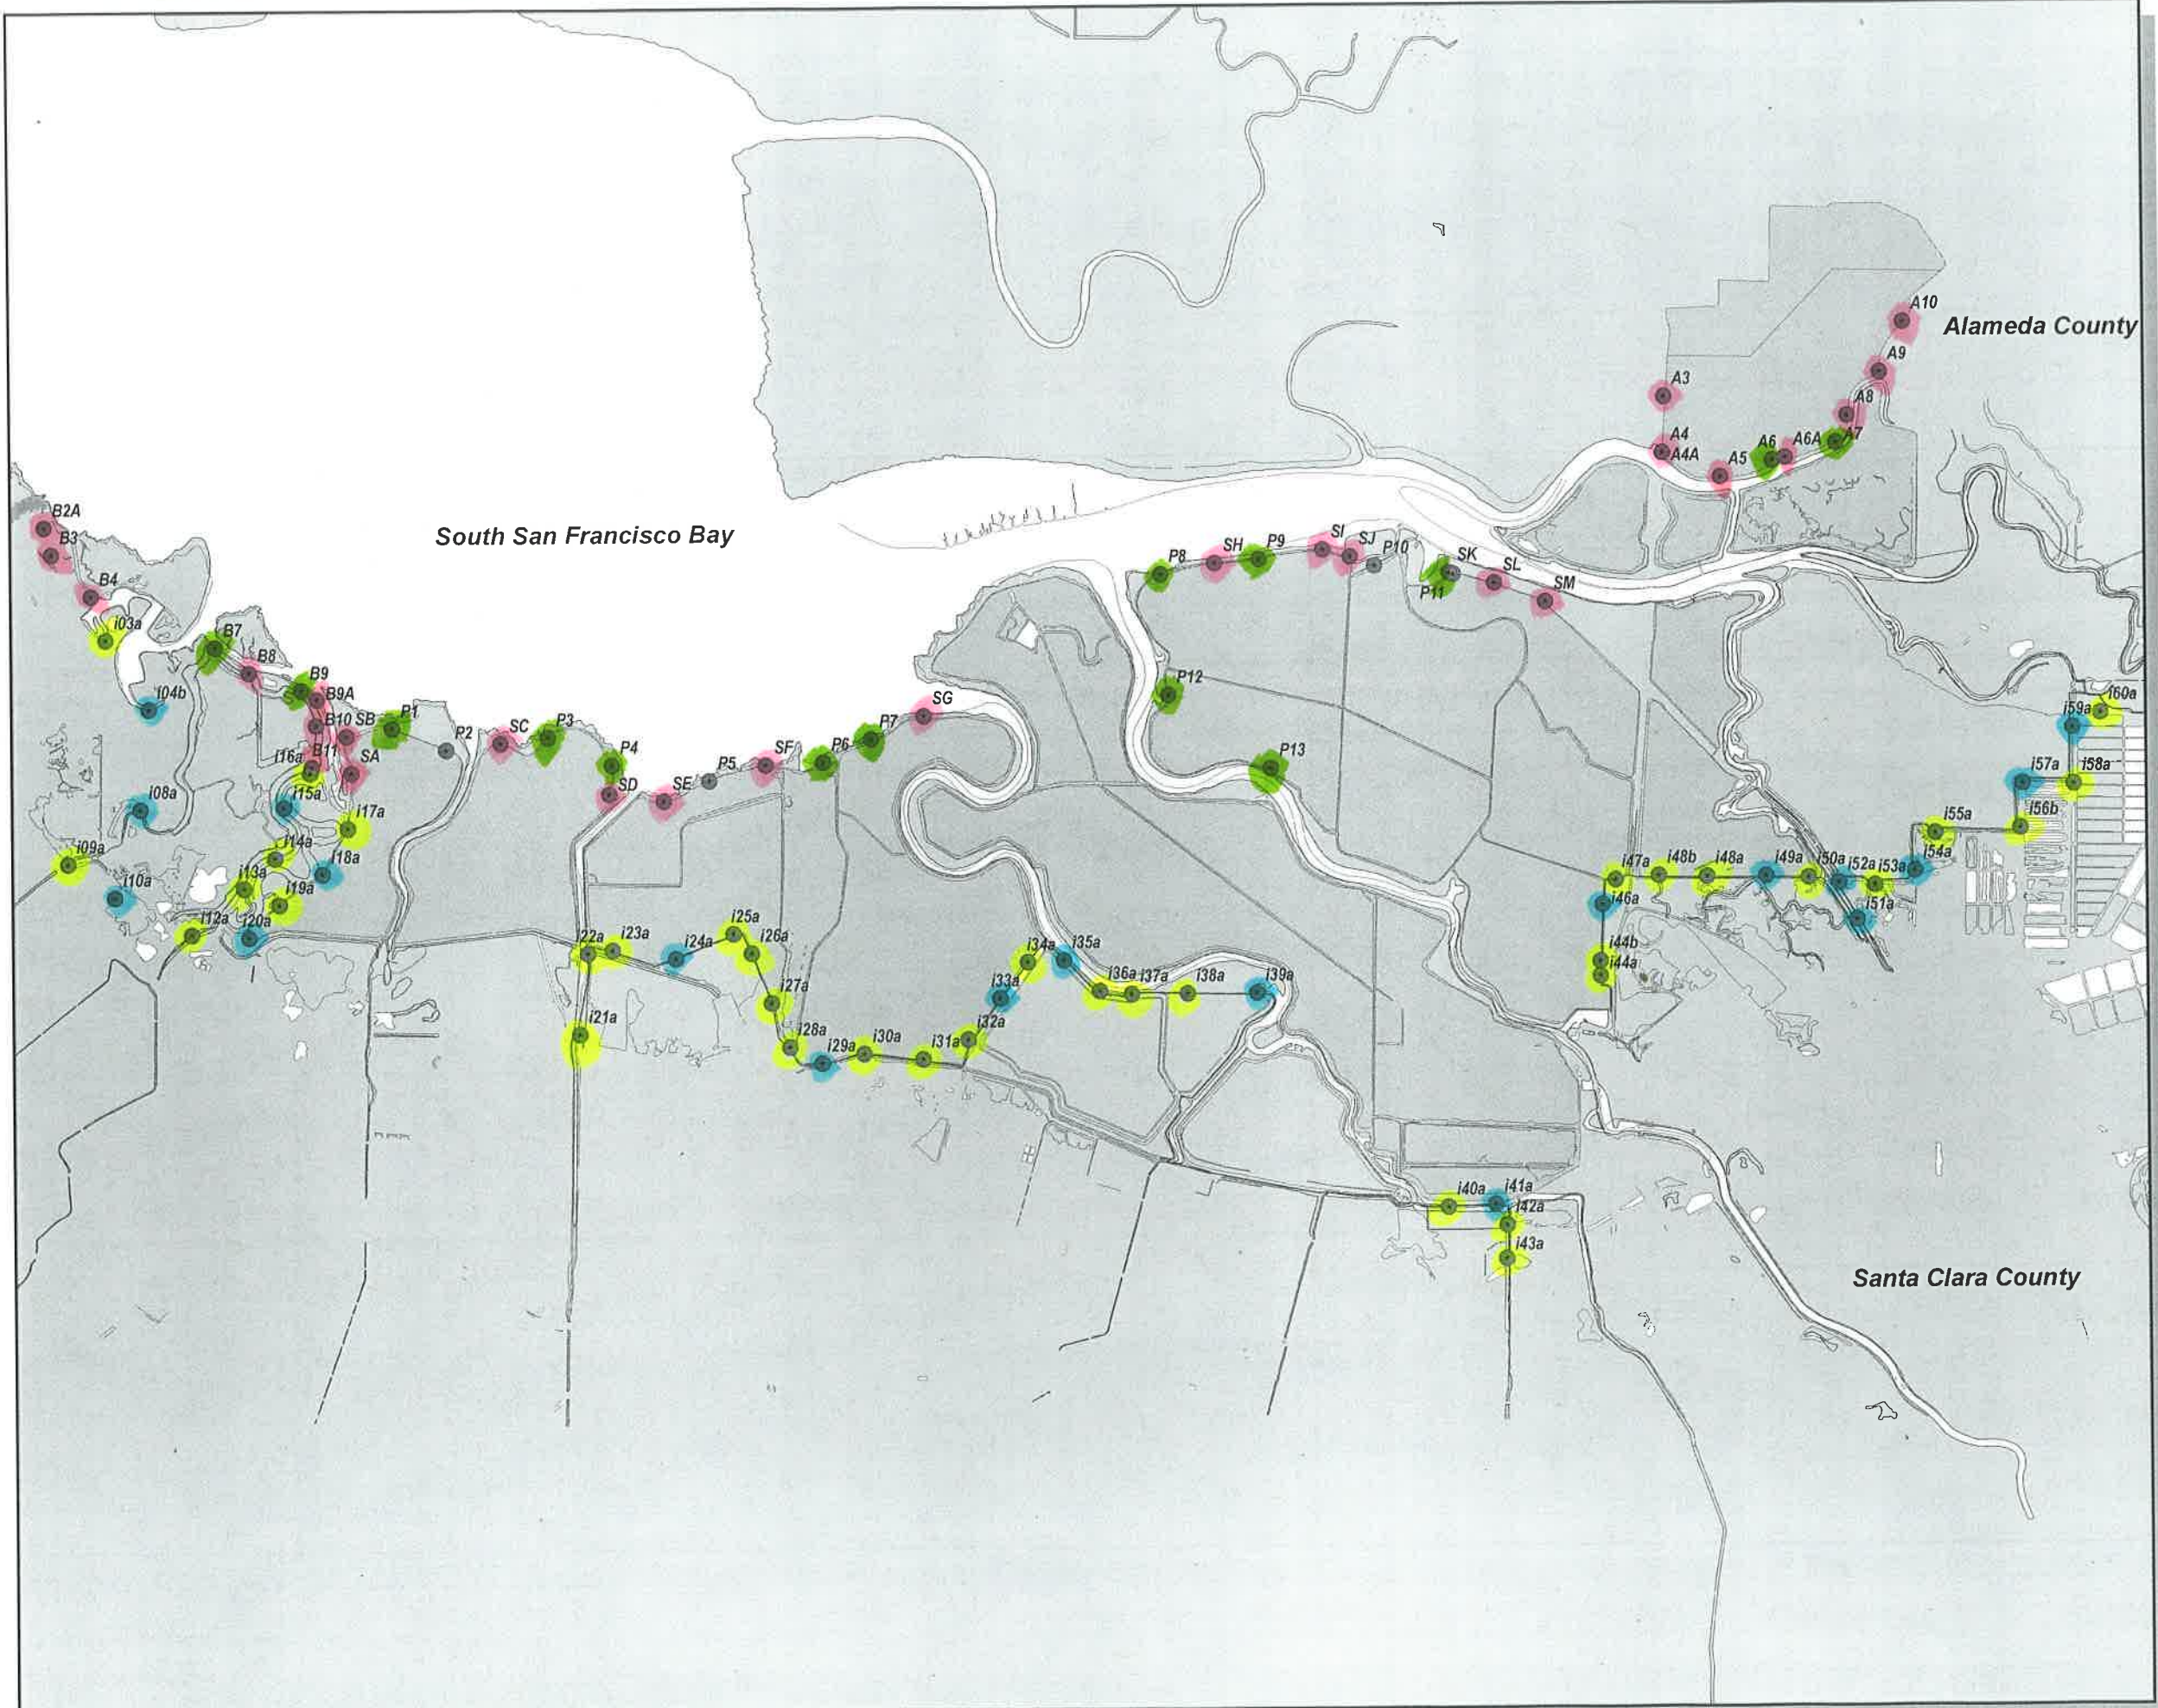 A10
Alameda County
A9
A3
A8
A4
A4A
A5
A6
A6A
A7
B2A
B3
South San Francisco Bay
B4
i03a
P8
SH
P9
SI
SJ
P10
SK
P11
SL
SM
B7
B8
B9
B9A
i04b
B10
SB
P1
P2
SC
P3
SG
P12
i60a
i59a
B11
SA
i16a
P4
SD
SE
P5
SF
P6
P7
P13
i57a
i58a
i08a
i15a
i17a
i55a
i56b
i09a
i14a
i18a
i10a
i13a
i19a
i47a
i48b
i48a
i49a
i50a
i52a
i53a
i54a
i46a
i51a
i12a
i20a
i22a
i23a
i24a
i25a
i26a
i34a
i35a
i44b
i44a
i27a
i33a
i36a
i37a
i38a
i39a
i21a
i28a
i29a
i30a
i31a
i32a
i40a
i41a
i42a
i43a
Santa Clara County